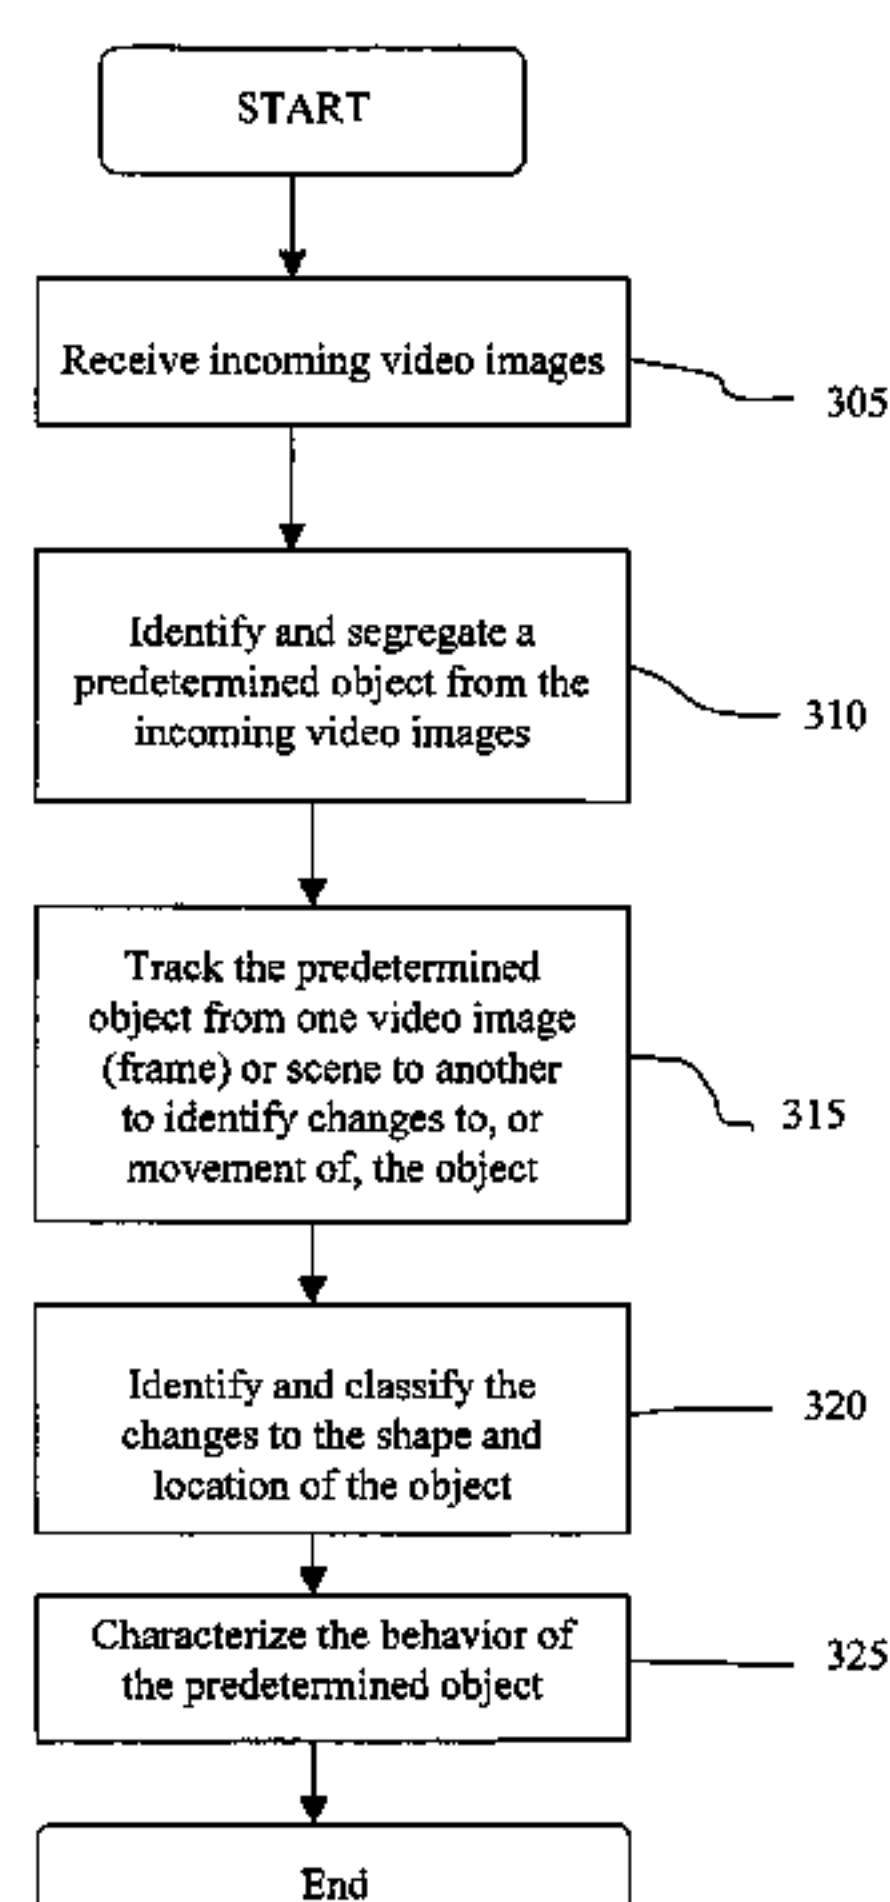 START
Receive incoming video images
305
Identify and segregate a
predetermined object from the
incoming video images
310
Track the predetermined
object from one video image
(frame) or scene to another
to identify changes to, or
movement of, the object
315
Identify and classify the
changes to the shape and
location of the object
320
Characterize the behavior of
the predetermined object
325
End